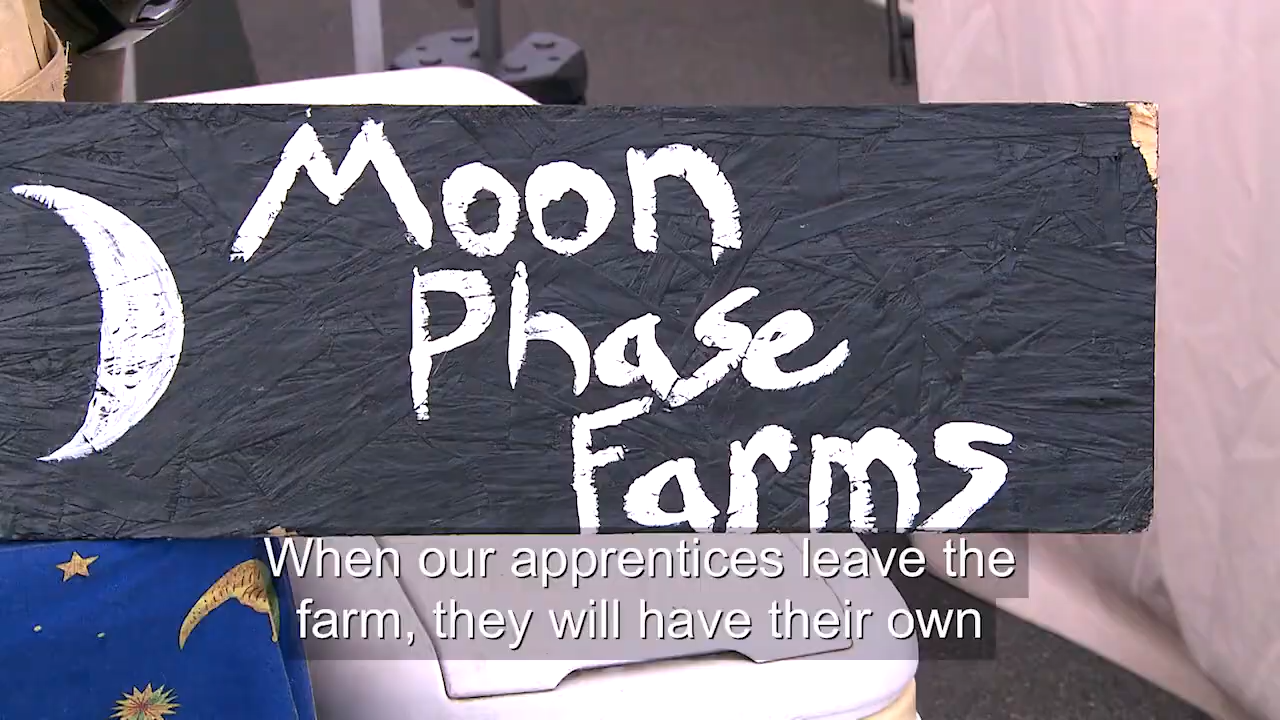 Moon
Phase
Farms
When our apprentices leave the
farm, they will have their own